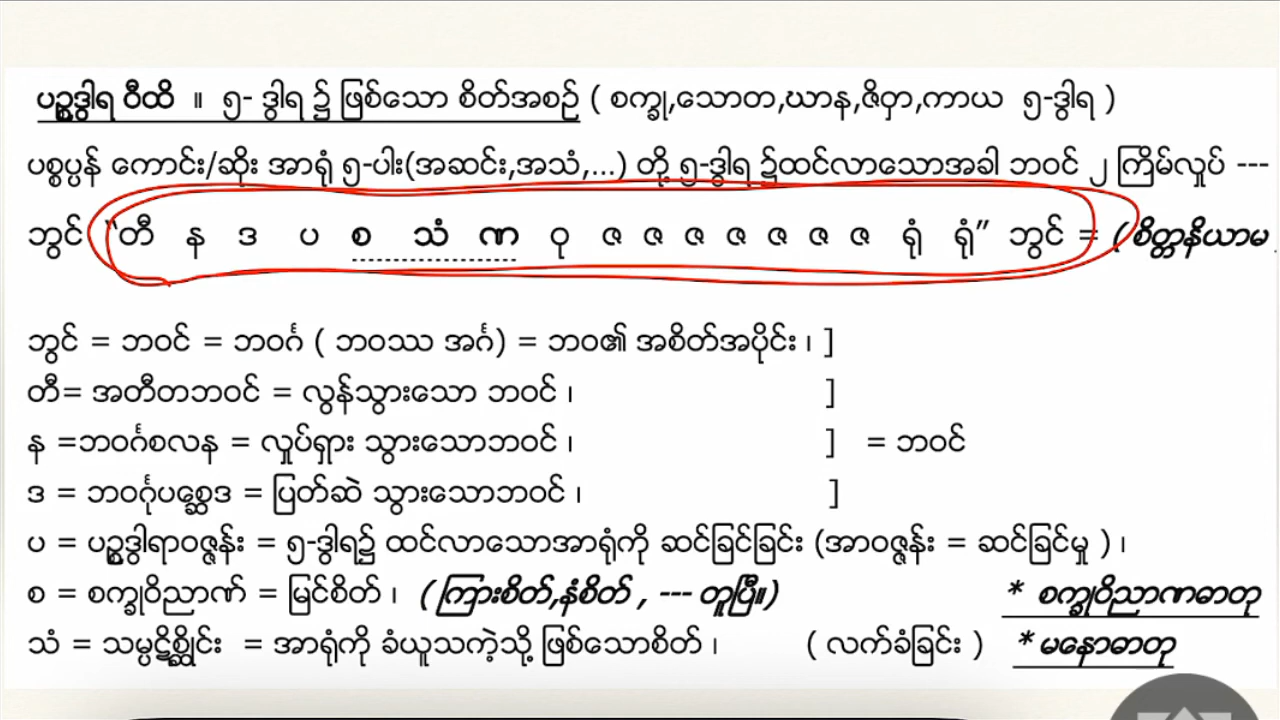 ပဉ္စဒွါရ ဝီထိ ။ ၅- ဒွါရ ၌ ဖြစ်သော စိတ်အစဉ် ( စက္ခု,သောတ,ဃာန,ဇိဝှာ,ကာယ ၅-ဒွါရ )
ပစ္စုပ္ပန် ကောင်း/ဆိုး အာရုံ ၅-ပါး(အဆင်း,အသံ,...) တို့ ၅-ဒွါရ ၌ထင်လာသောအခါ ဘဝင် ၂ ကြိမ်လှုပ် ---
ဘွင် "တီ န ဒ ပ စ သံ ဏ ဝု ဇ ဇ ဇ ဇ ဇ ဇ ဇ ရုံ ရုံ" ဘွင် = (စိတ္တနိယာမ
ဘွင် = ဘဝင် = ဘဝင်္ဂ ( ဘဝဿ အင်္ဂ) = ဘဝ၏ အစိတ်အပိုင်း ၊ ]
တီ= အတီတဘဝင် = လွန်သွားသော ဘဝင် ၊ ]
န =ဘဝင်္ဂစလန = လှုပ်ရှား သွားသောဘဝင် ၊ ] = ဘဝင်
ဒ = ဘဝင်္ဂုပစ္ဆေဒ = ပြတ်ဆဲ သွားသောဘဝင် ၊ ]
ပ = ပဉ္စဒွါရာဝဇ္ဇန်း = ၅-ဒွါရ၌ ထင်လာသောအာရုံကို ဆင်ခြင်ခြင်း (အာဝဇ္ဇန်း = ဆင်ခြင်မှု ) ၊
စ = စက္ခုဝိညာဏ် = မြင်စိတ် ၊ ( ကြားစိတ်,နံစိတ် , --- တူပြီ။) * စက္ခုဝိညာဏဓာတု
သံ = သမ္ပဋိစ္ဆိုင်း = အာရုံကို ခံယူသကဲ့သို့ ဖြစ်သောစိတ် ၊ ( လက်ခံခြင်း ) * မနောဓာတု